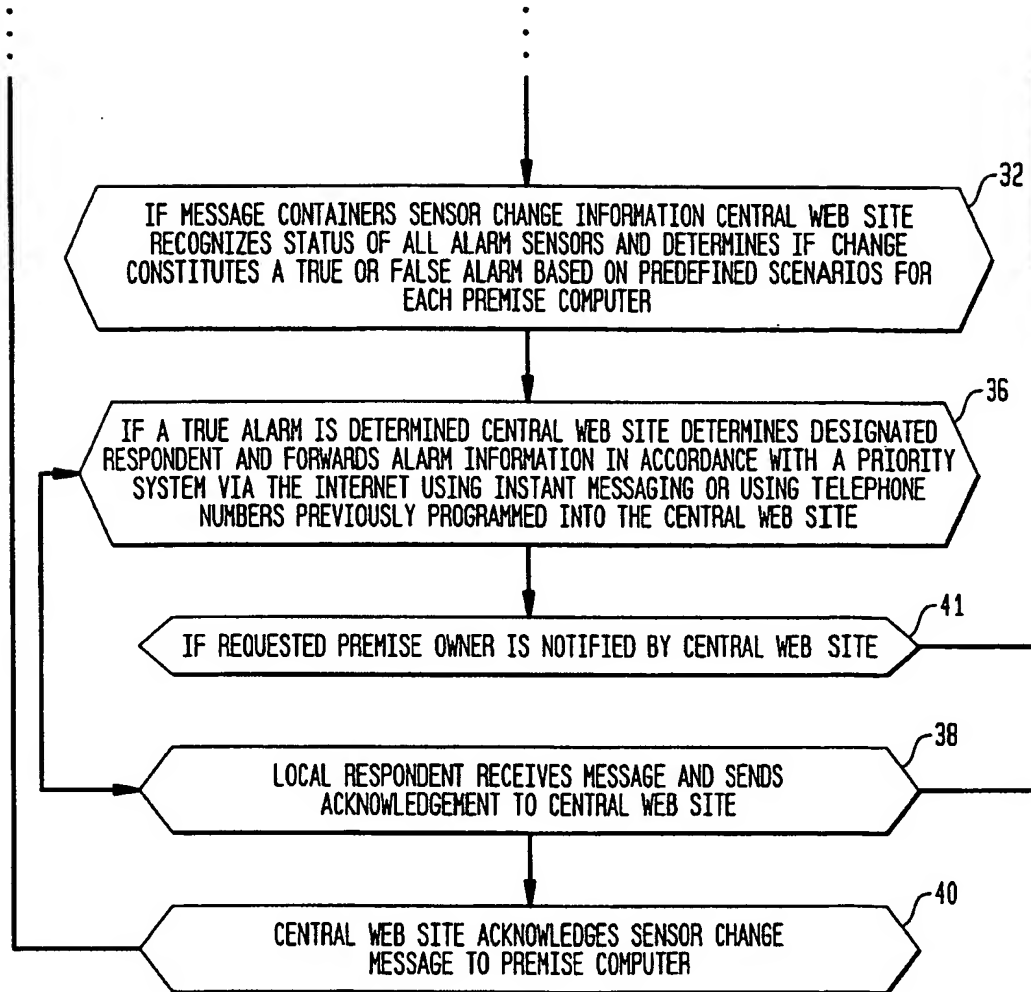 32
IF MESSAGE CONTAINERS SENSOR CHANGE INFORMATION CENTRAL WEB SITE
RECOGNIZES STATUS OF ALL ALARM SENSORS AND DETERMINES IF CHANGE
CONSTITUTES A TRUE OR FALSE ALARM BASED ON PREDEFINED SCENARIOS FOR
EACH PREMISE COMPUTER
36
IF A TRUE ALARM IS DETERMINED CENTRAL WEB SITE DETERMINES DESIGNATED
RESPONDENT AND FORWARDS ALARM INFORMATION IN ACCORDANCE WITH A PRIORITY
SYSTEM VIA THE INTERNET USING INSTANT MESSAGING OR USING TELEPHONE
NUMBERS PREVIOUSLY PROGRAMMED INTO THE CENTRAL WEB SITE
41
IF REQUESTED PREMISE OWNER IS NOTIFIED BY CENTRAL WEB SITE
38
LOCAL RESPONDENT RECEIVES MESSAGE AND SENDS
ACKNOWLEDGEMENT TO CENTRAL WEB SITE
40
CENTRAL WEB SITE ACKNOWLEDGES SENSOR CHANGE
MESSAGE TO PREMISE COMPUTER